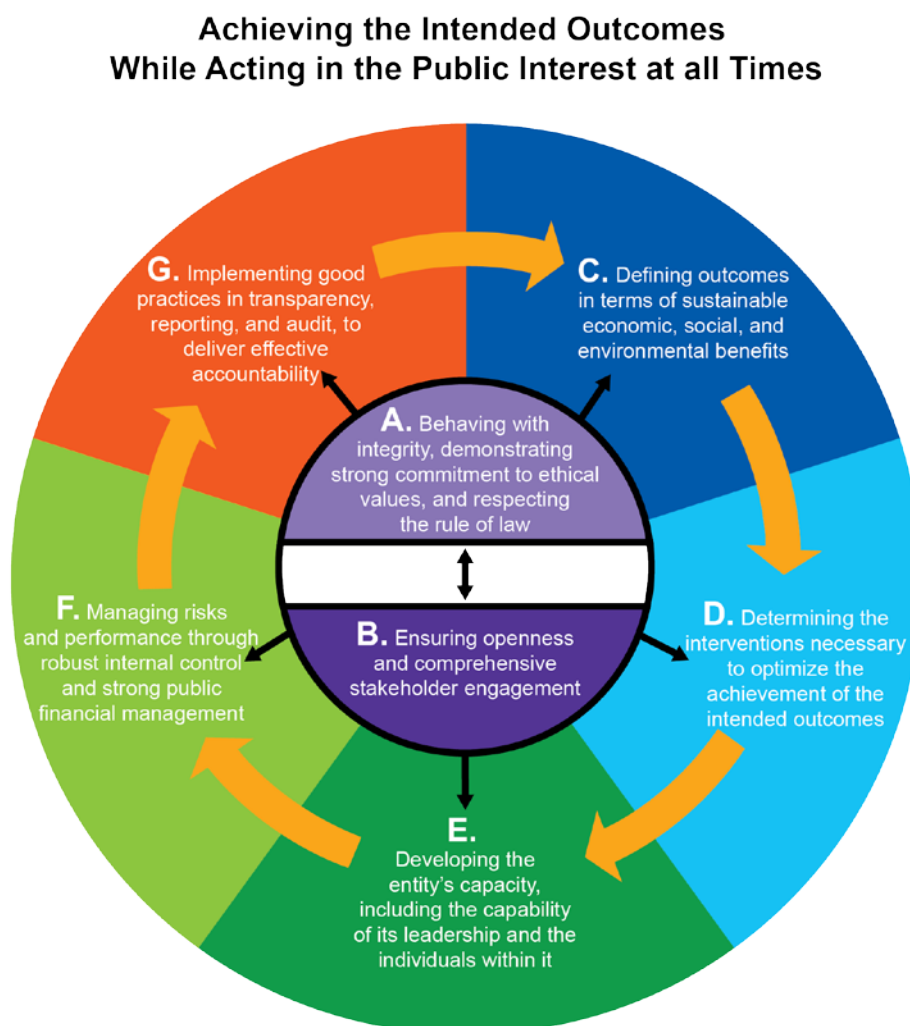 Achieving the Intended Outcomes
While Acting in the Public Interest at all Times
A. Behaving with
integrity, demonstrating
strong commitment to ethical
values, and respecting
the rule of law
B. Ensuring openness
and comprehensive
stakeholder engagement
C. Defining outcomes
in terms of sustainable
economic, social, and
environmental benefits
D. Determining the
interventions necessary
to optimize the
achievement of the
intended outcomes
E.
Developing the
entity's capacity,
including the capability
of its leadership and the
individuals within it
F. Managing risks
and performance through
robust internal control
and strong public
financial management
G. Implementing good
practices in transparency,
reporting, and audit, to
deliver effective
accountability